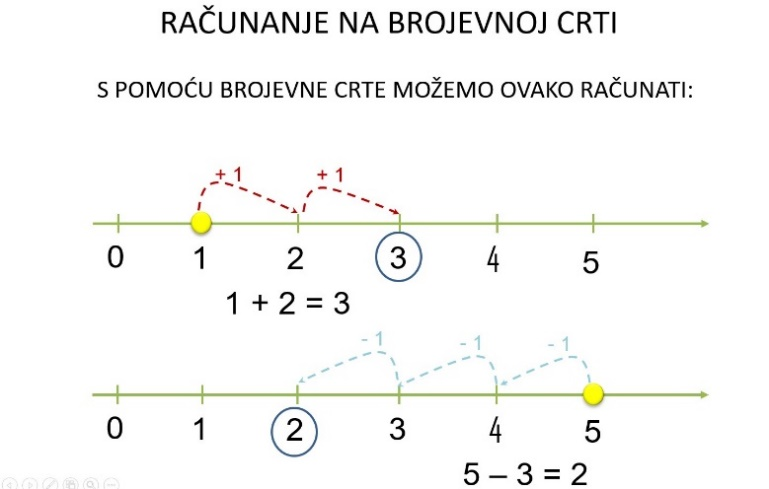 RAČUNANJE NA BROJEVNOJ CRTI
S POMOĆU BROJEVNE CRTE MOŽEMO OVAKO RAČUNATI:
+ 1 + 1
0 1 2 3 4 5
1 + 2 = 3
- 1 - 1 - 1
0 1 2 3 4 5
5 – 3 = 2